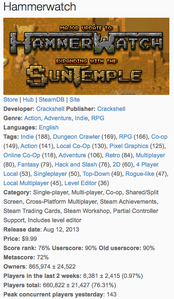 Hammerwatch
MAJOR UPDATE TO
HAMMERWATCH
EXPANDING WITH THE
SUN TEMPLE
Store | Hub | SteamDB | Site
Developer: Crackshell Publisher: Crackshell
Genre: Action, Adventure, Indie, RPG
Languages: English
Tags: Indie (188), Dungeon Crawler (169), RPG (166), Co-op
(149), Action (141), Local Co-Op (130), Pixel Graphics (125),
Online Co-Op (118), Adventure (106), Retro (84), Multiplayer
(80), Fantasy (79), Hack and Slash (76), 2D (60), 4 Player
Local (53), Singleplayer (50), Top-Down (49), Rogue-like (47),
Local Multiplayer (45), Level Editor (36)
Category: Single-player, Multi-player, Co-op, Shared/Split
Screen, Cross-Platform Multiplayer, Steam Achievements,
Steam Trading Cards, Steam Workshop, Partial Controller
Support, Includes level editor
Release date: Aug 12, 2013
Price: $9.99
Score rank: 76% Userscore: 90% Old userscore: 90%
Metascore: 72%
Owners: 865,974 ± 24,522
Players in the last 2 weeks: 8,381 ± 2,415 (0.97%)
Players total: 660,822 ± 21,427 (76.31%)
Peak concurrent players yesterday: 143